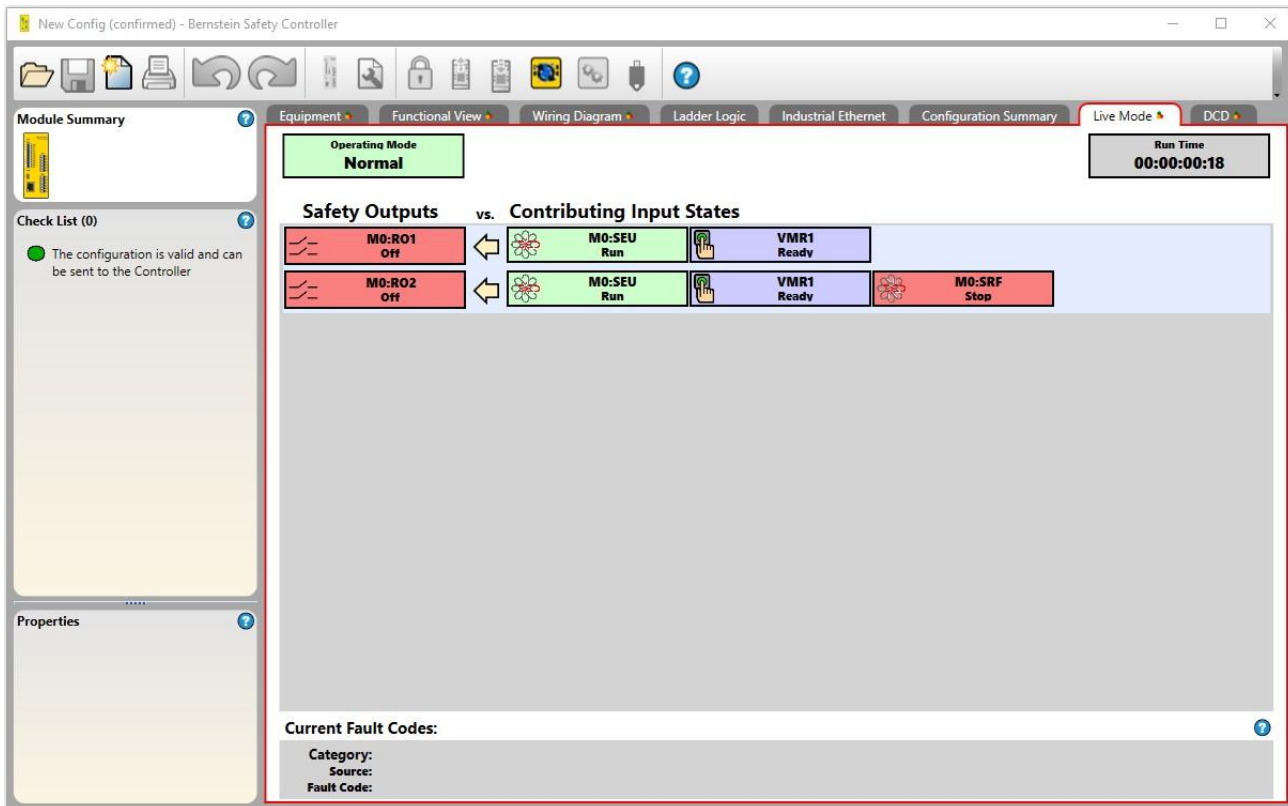 New Config (confirmed) - Bernstein Safety Controller
Module Summary
Equipment Functional View Wiring Diagram Ladder Logic Industrial Ethernet Configuration Summary Live Mode DCD
Operating Mode
Normal
Run Time
00:00:00:18
Check List (0)
The configuration is valid and can
be sent to the Controller
Safety Outputs vs. Contributing Input States
M0:RO1
Off
M0:SEU
Run
VMR1
Ready
M0:RO2
Off
M0:SEU
Run
VMR1
Ready
M0:SRF
Stop
Properties
Current Fault Codes:
Category:
Source:
Fault Code: